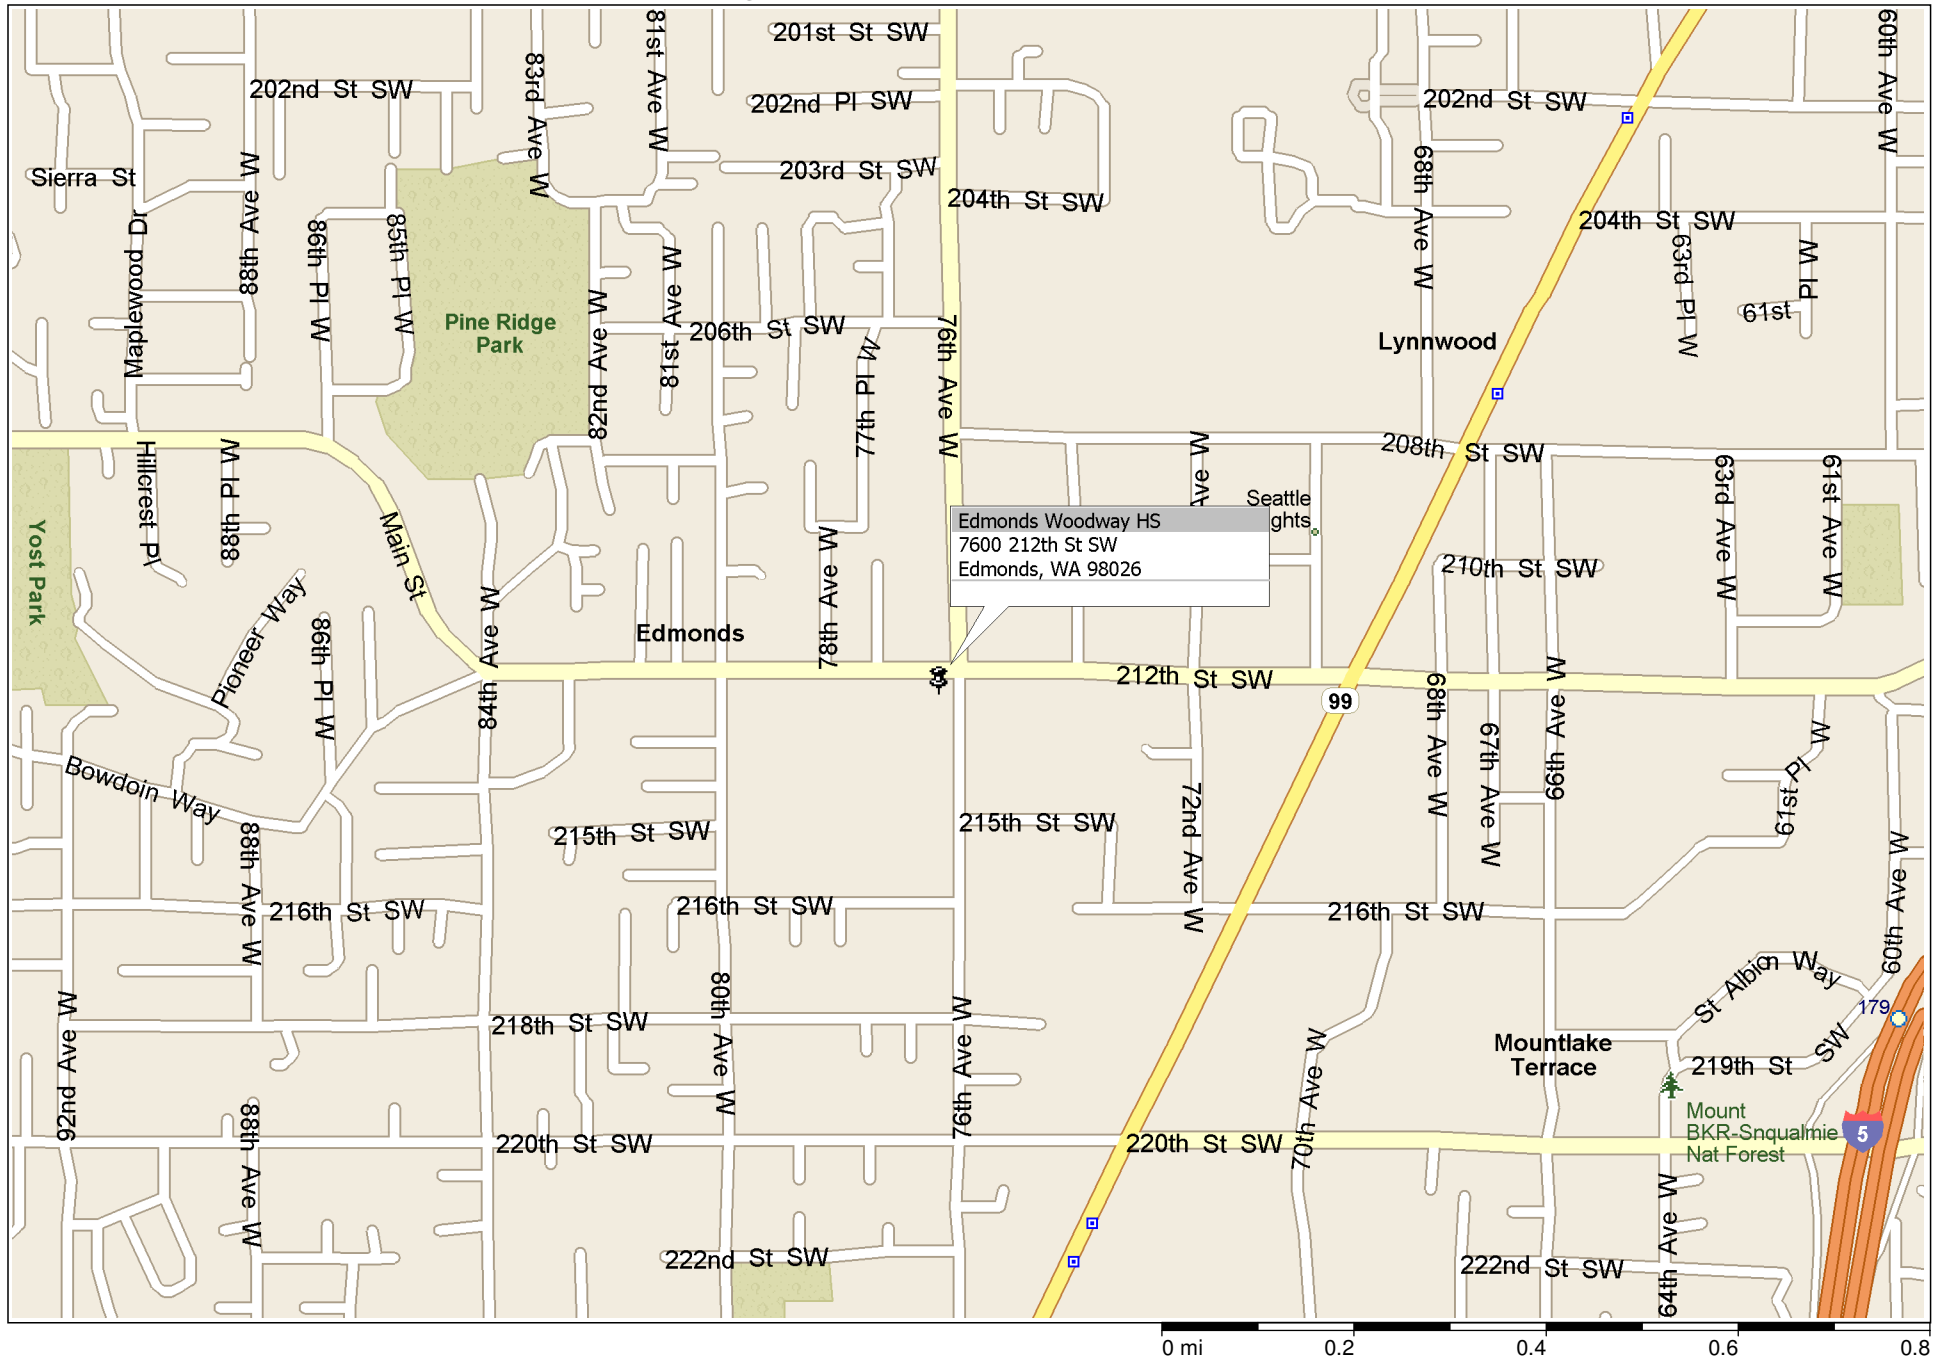 201st St SW
81st Ave W
60th Ave W
83rd Ave W
202nd St SW
202nd Pl SW
202nd St SW
Sierra St
88th Ave W
203rd St SW
68th Ave W
204th St SW
204th St SW
Maplewood Dr
86th Pl W
85th Pl W
63rd Pl W
61st Pl W
Pine Ridge
Park
82nd Ave W
81st Ave W
206th St SW
77th Pl W
76th Ave W
Lynnwood
208th St SW
Hillcrest Pl
88th Pl W
Main St
Yost Park
W Ave
Seattle
ghts
63rd Ave W
61st Ave W
Edmonds Woodway HS
7600 212th St SW
Edmonds, WA 98026
210th St SW
Pioneer Way
86th Pl W
84th Ave W
Edmonds
78th Ave W
212th St SW
99
68th Ave W
67th Ave W
66th Ave W
61st Pl W
Bowdoin Way
88th Ave W
215th St SW
215th St SW
72nd Ave W
60th Ave W
216th St SW
216th St SW
216th St SW
St Albion Way
179
92nd Ave W
218th St SW
80th Ave W
76th Ave W
70th Ave W
Mountlake
Terrace
219th St SW
Mount
BKR-Snqualmie
Nat Forest
5
88th Ave W
220th St SW
220th St SW
64th Ave W
222nd St SW
222nd St SW
0 mi 0.2 0.4 0.6 0.8